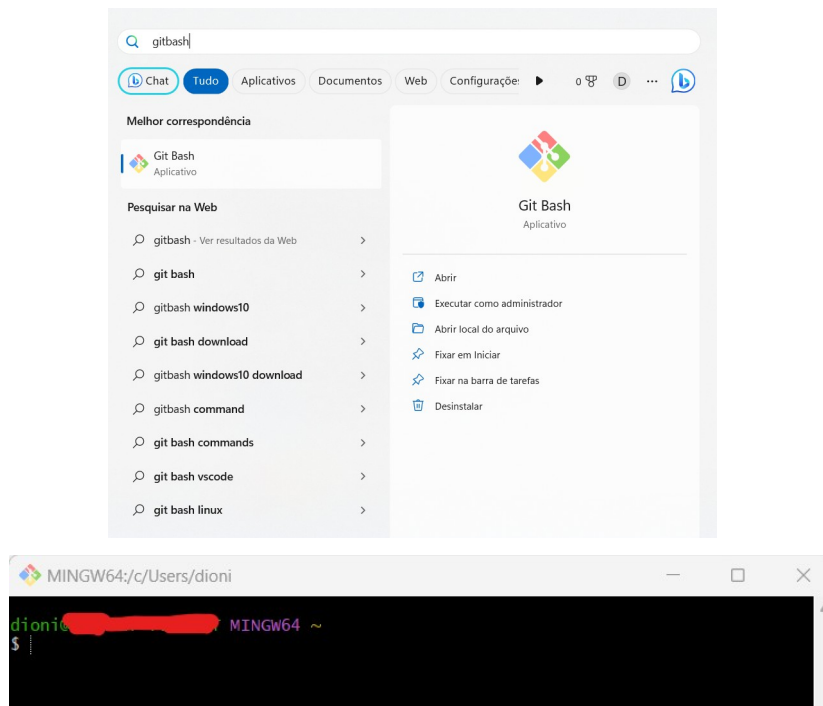 gitbash
Chat Tudo Aplicativos Documentos Web Configuraçõe 0 D ...
Melhor correspondência
Git Bash
Aplicativo
Pesquisar na Web
gitbash - Ver resultados da Web
git bash
gitbash windows10
git bash download
gitbash windows10 download
gitbash command
git bash commands
git bash vscode
git bash linux
Git Bash
Aplicativo
Abrir
Executar como administrador
Abrir local do arquivo
Fixar em Iniciar
Fixar na barra de tarefas
Desinstalar
MINGW64:/c/Users/dioni
dioni@ MINGW64 ~
$